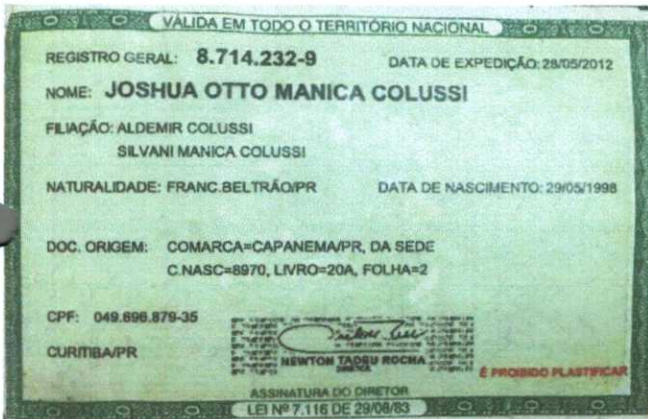 VÁLIDA EM TODO O TERRITÓRIO NACIONAL
REGISTRO GERAL: 8.714.232-9 DATA DE EXPEDIÇÃO: 28/05/2012
NOME: JOSHUA OTTO MANICA COLUSSI
FILIAÇÃO: ALDEMIR COLUSSI
SILVANI MANICA COLUSSI
NATURALIDADE: FRANC.BELTRÃO/PR DATA DE NASCIMENTO: 29/05/1998
DOC. ORIGEM: COMARCA=CAPANEMA/PR, DA SEDE
C.NASC=8970, LIVRO=20A, FOLHA=2
CPF: 049.696.879-35
CURITIBA/PR
NEWTON TADEU ROCHA
É PROIBIDO PLASTIFICAR
ASSINATURA DO DIRETOR
LEI Nº 7.116 DE 29/08/83